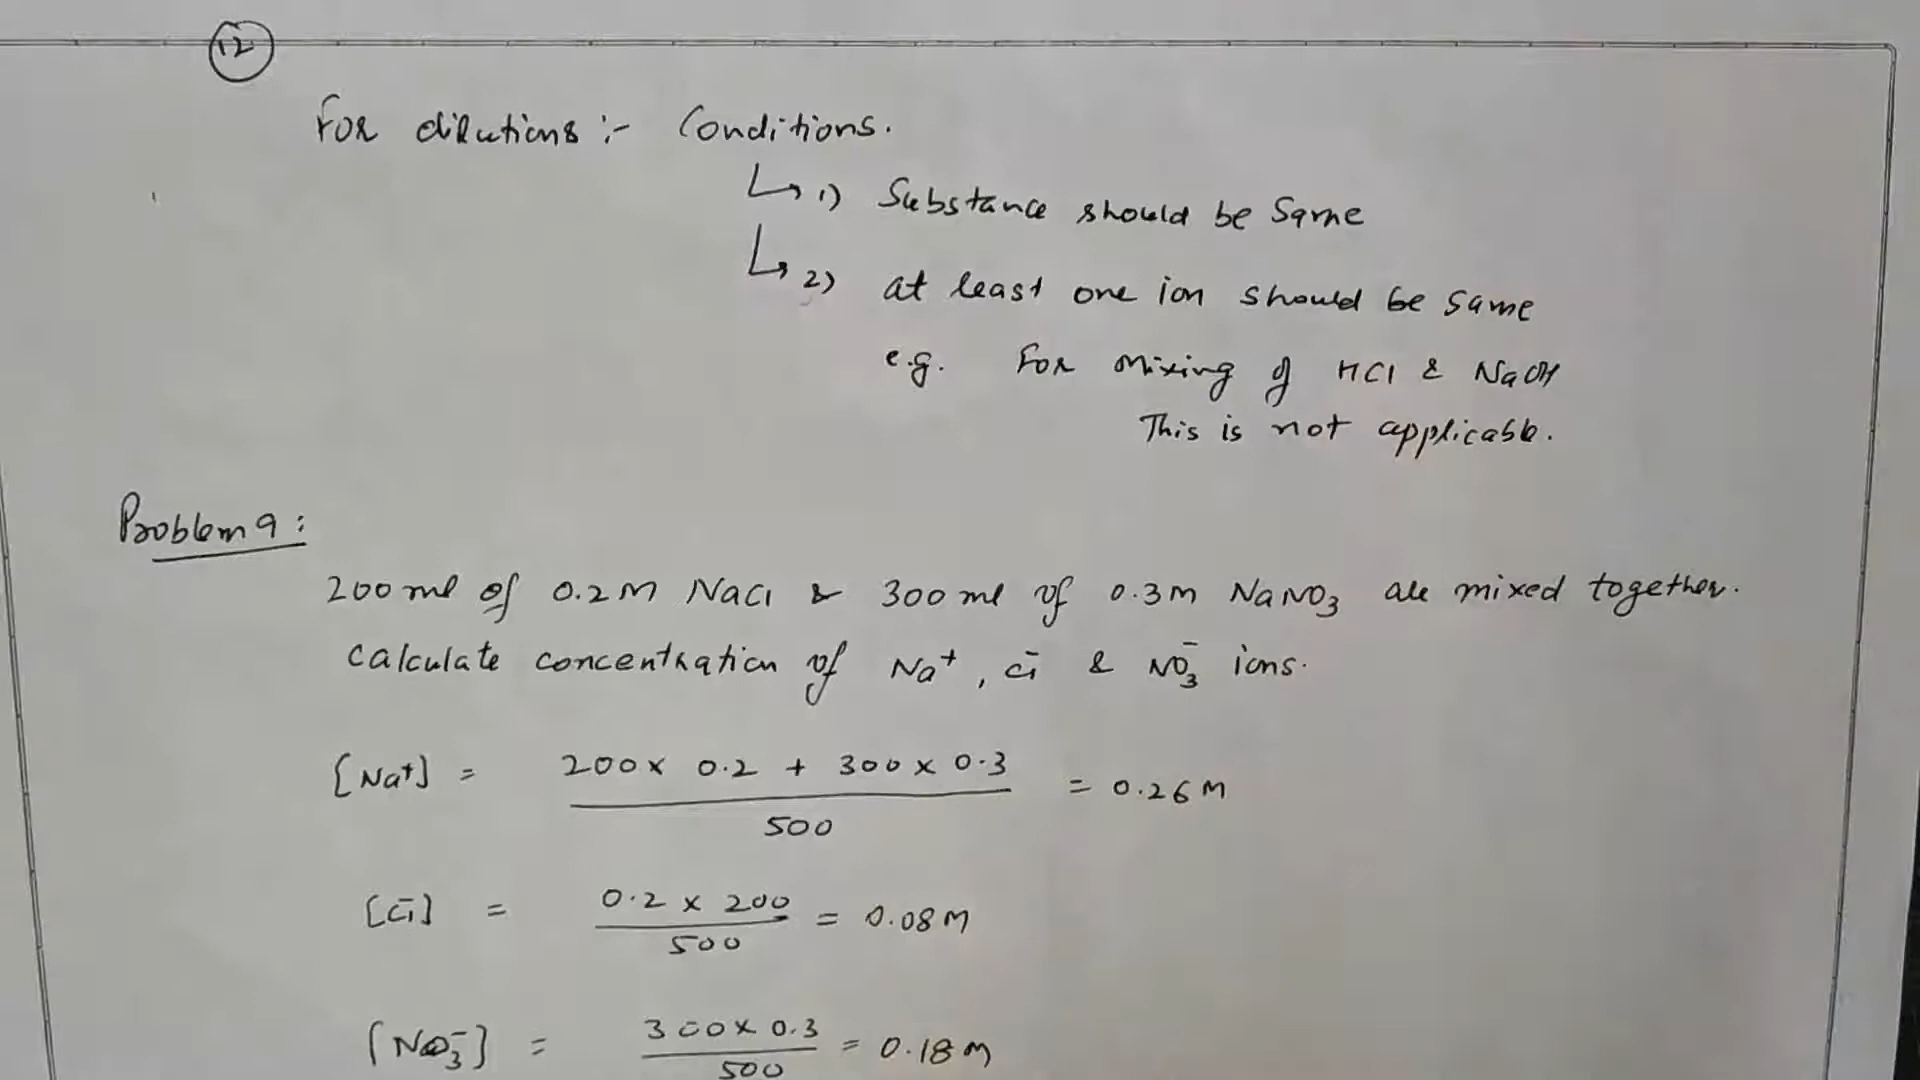 12
For dilutions :- Conditions.
1) Substance should be same
2) at least one ion should be same
e.g. For mixing of HCl & NaOH
This is not applicable.
Problem 9:
200 ml of 0.2M NaCl & 300 ml of 0.3M NaNO₃ are mixed together.
calculate concentration of Na⁺, Cl⁻ & NO₃⁻ ions.
[Na⁺] = 200 x 0.2 + 300 x 0.3 / 500 = 0.26 M
[Cl⁻] = 0.2 x 200 / 500 = 0.08 M
[NO₃⁻] = 300 x 0.3 / 500 = 0.18 M